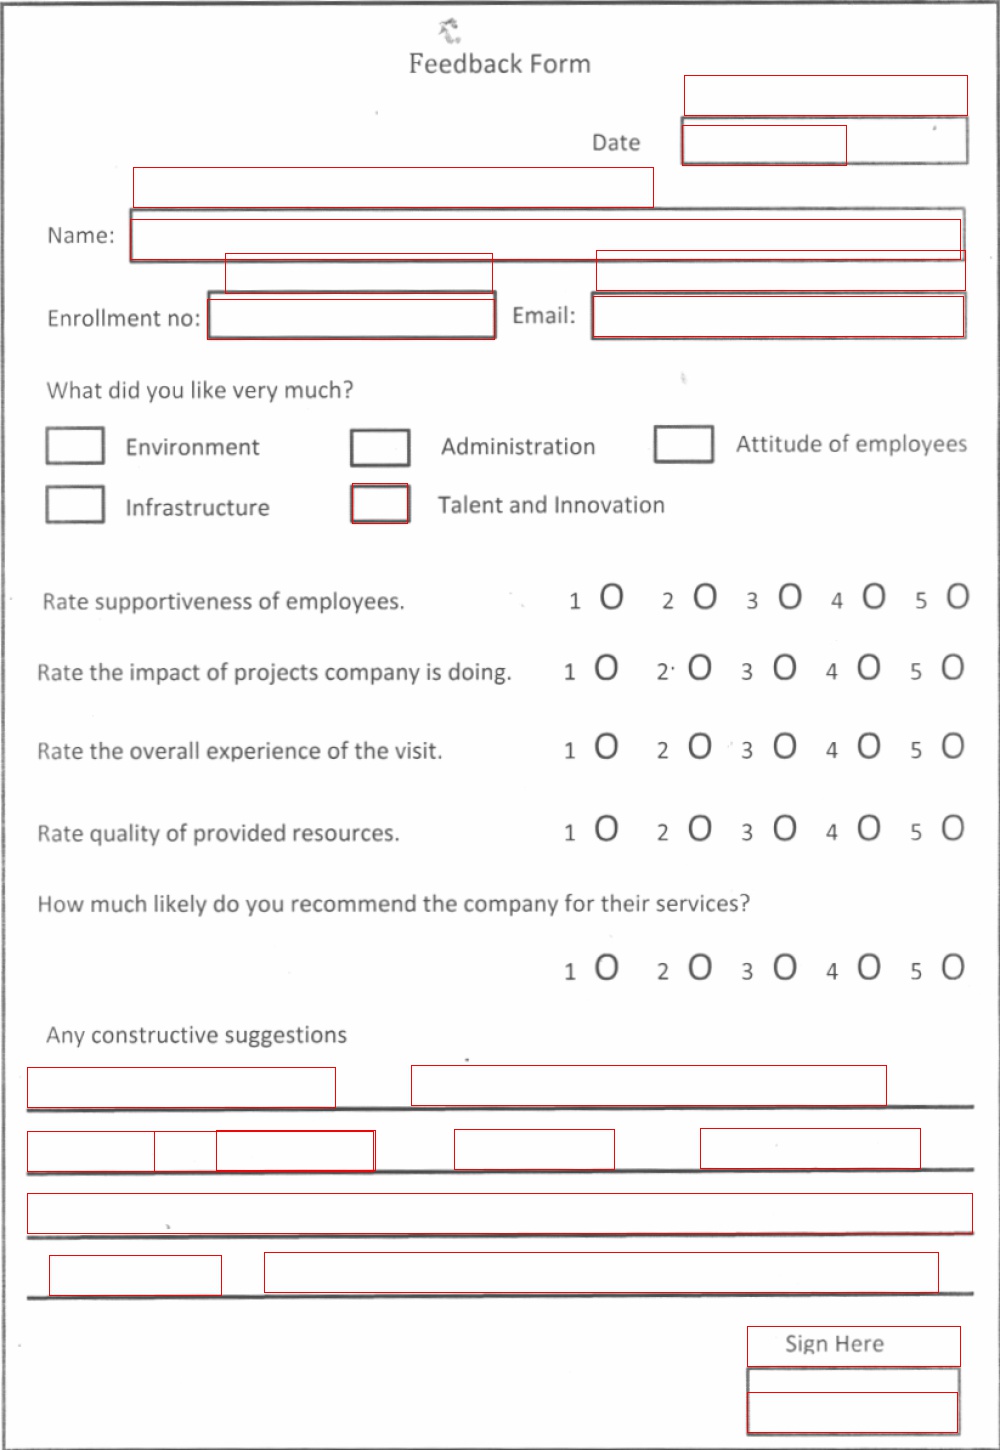 Feedback Form
Date
Name:
Enrollment no: Email:
What did you like very much?
Environment Administration Attitude of employees
Infrastructure Talent and Innovation
Rate supportiveness of employees. 1 O 2 O 3 O 4 O 5 O
Rate the impact of projects company is doing. 1 O 2 O 3 O 4 O 5 O
Rate the overall experience of the visit. 1 O 2 O 3 O 4 O 5 O
Rate quality of provided resources. 1 O 2 O 3 O 4 O 5 O
How much likely do you recommend the company for their services?
1 O 2 O 3 O 4 O 5 O
Any constructive suggestions
Sign Here